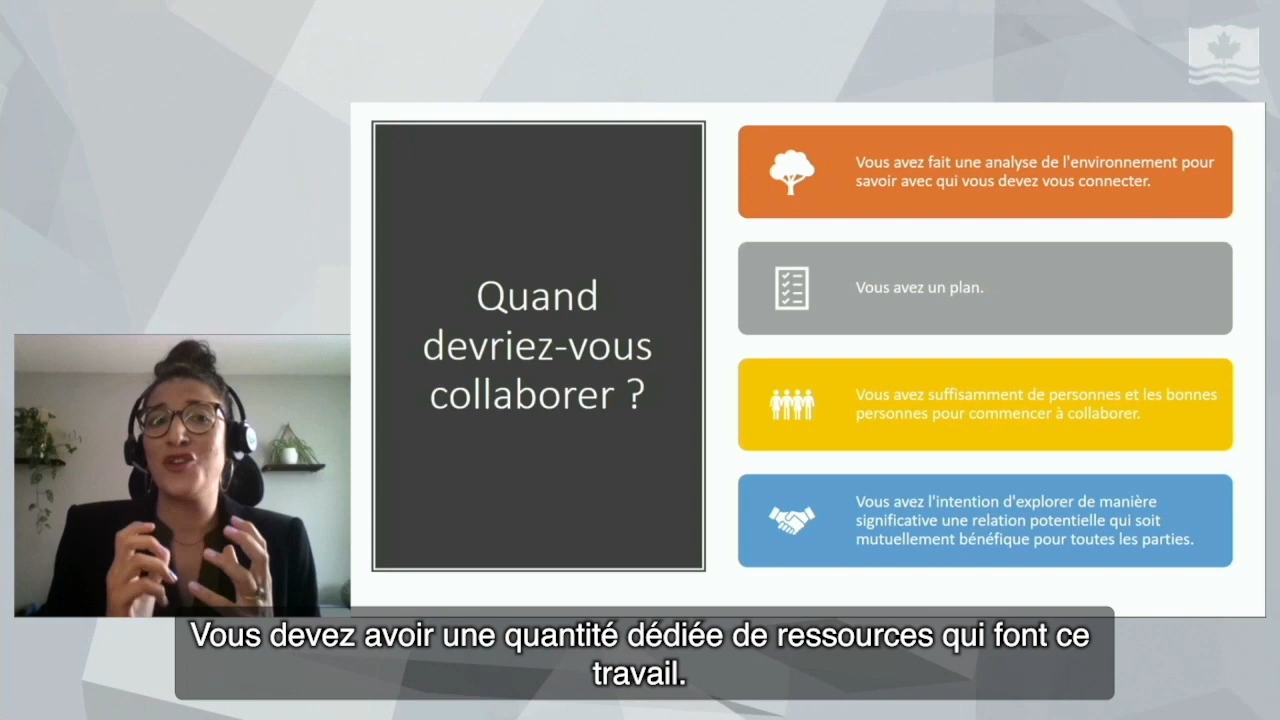 Quand
devriez-vous
collaborer ?
Vous avez fait une analyse de l'environnement pour
savoir avec qui vous devez vous connecter.
Vous avez un plan.
Vous avez suffisamment de personnes et les bonnes
personnes pour commencer à collaborer.
Vous avez l'intention d'explorer de manière
significative une relation potentielle qui soit
mutuellement bénéfique pour toutes les parties.
Vous devez avoir une quantité dédiée de ressources qui font ce
travail.